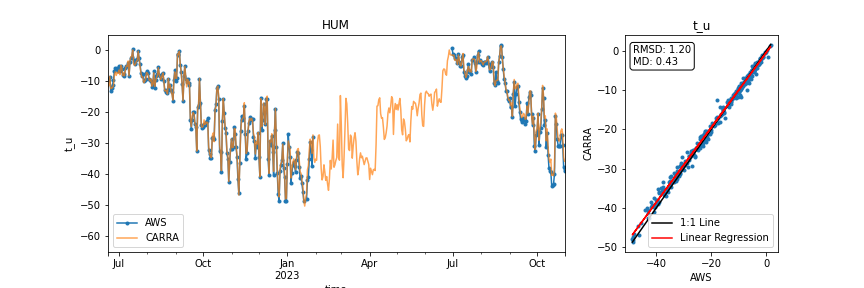 HUM
t_u
0
−10
−20
−30
−40
−50
−60
t_u
AWS
CARRA
Jul
Oct
Jan
2023
Apr
Jul
Oct
time
t_u
RMSD: 1.20
MD: 0.43
0
−10
−20
−30
−40
−50
CARRA
1:1 Line
Linear Regression
−40
−20
0
AWS